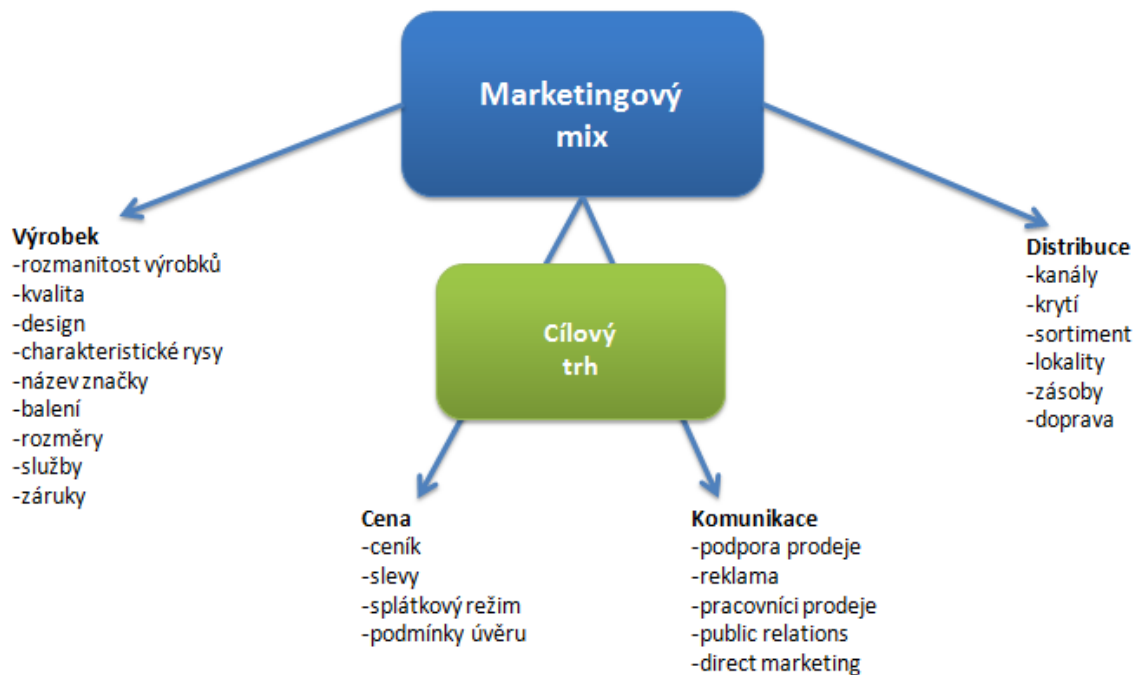 Marketingový
mix
Výrobek
-rozmanitost výrobků
-kvalita
-design
-charakteristické rysy
-název značky
-balení
-rozměry
-služby
-záruky
Cílový
trh
Distribuce
-kanály
-krytí
-sortiment
-lokality
-zásoby
-doprava
Cena
-ceník
-slevy
-splátkový režim
-podmínky úvěru
Komunikace
-podpora prodeje
-reklama
-pracovníci prodeje
-public relations
-direct marketing